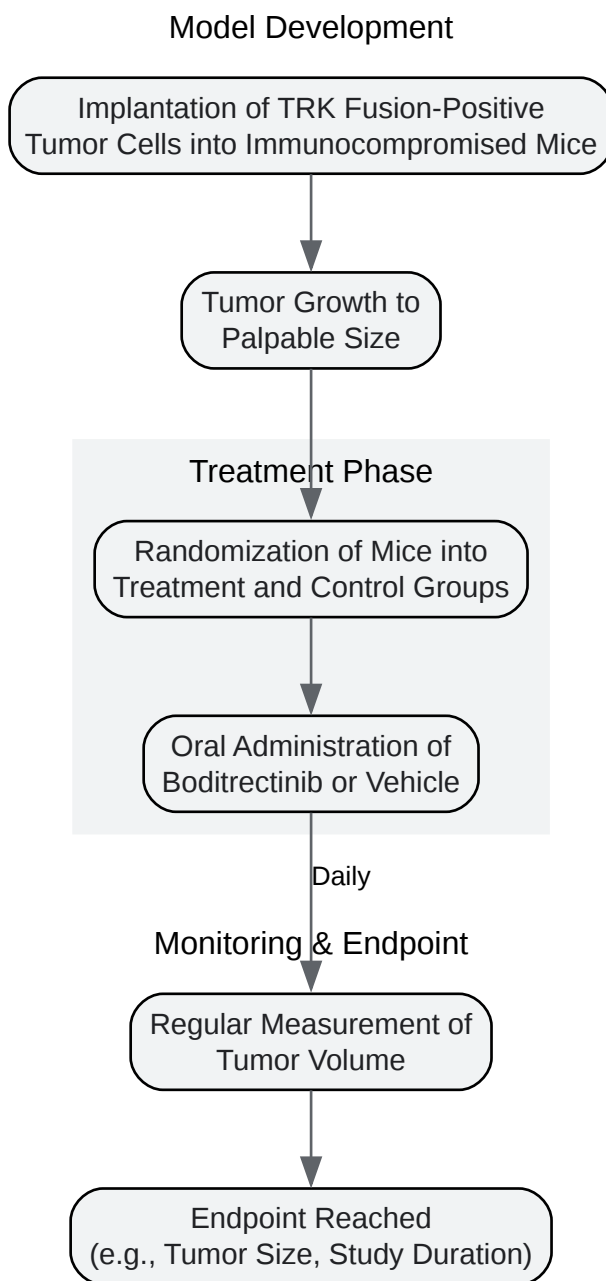 Model Development
Implantation of TRK Fusion-Positive
Tumor Cells into Immunocompromised Mice
Tumor Growth to
Palpable Size
Treatment Phase
Randomization of Mice into
Treatment and Control Groups
Oral Administration of
Boditrectinib or Vehicle
Daily
Monitoring & Endpoint
Regular Measurement of
Tumor Volume
Endpoint Reached
(e.g., Tumor Size, Study Duration)